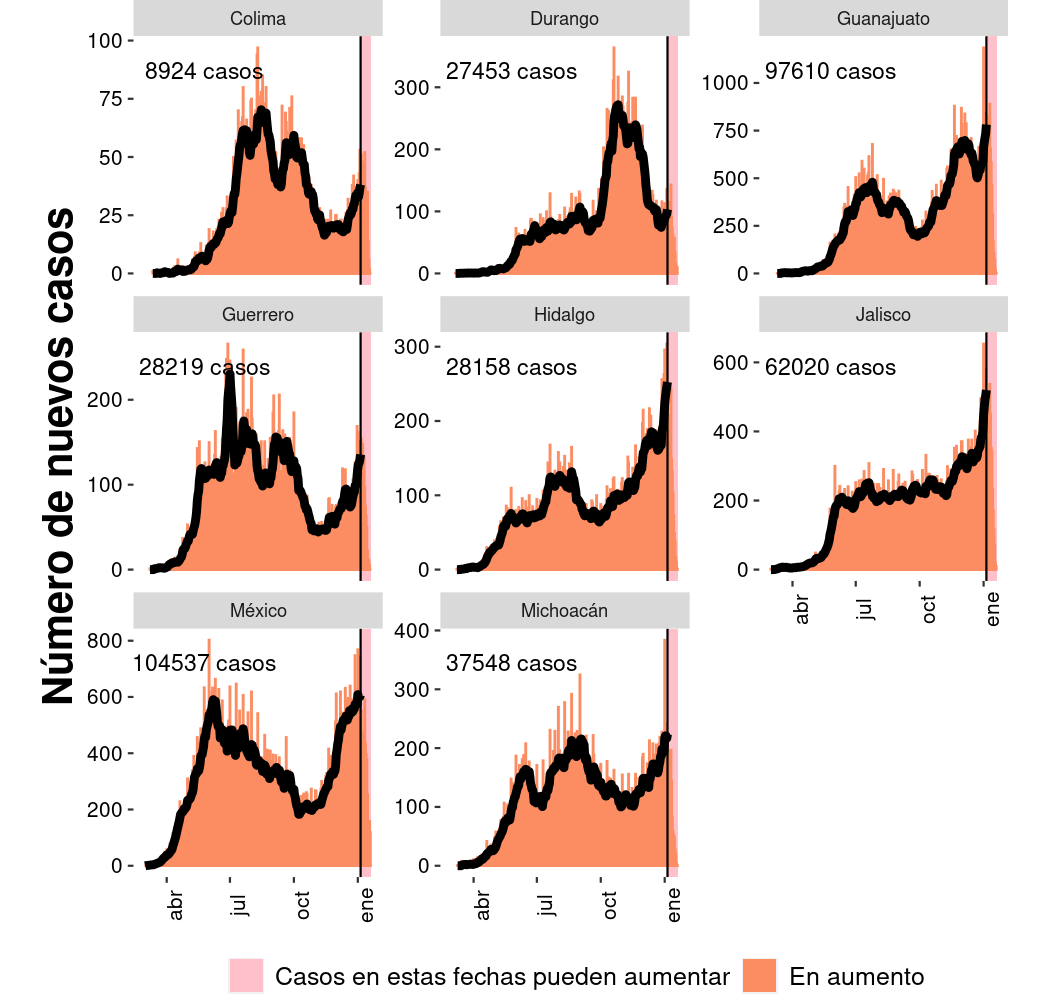 Número de nuevos casos
Colima
8924 casos
100
75
50
25
0
Durango
27453 casos
300
200
100
0
Guanajuato
97610 casos
1000
750
500
250
0
Guerrero
28219 casos
200
100
0
Hidalgo
28158 casos
300
200
100
0
Jalisco
62020 casos
600
400
200
0
abr
jul
oct
ene
México
104537 casos
800
600
400
200
0
abr
jul
oct
ene
Michoacán
37548 casos
400
300
200
100
0
abr
jul
oct
ene
Casos en estas fechas pueden aumentar
En aumento